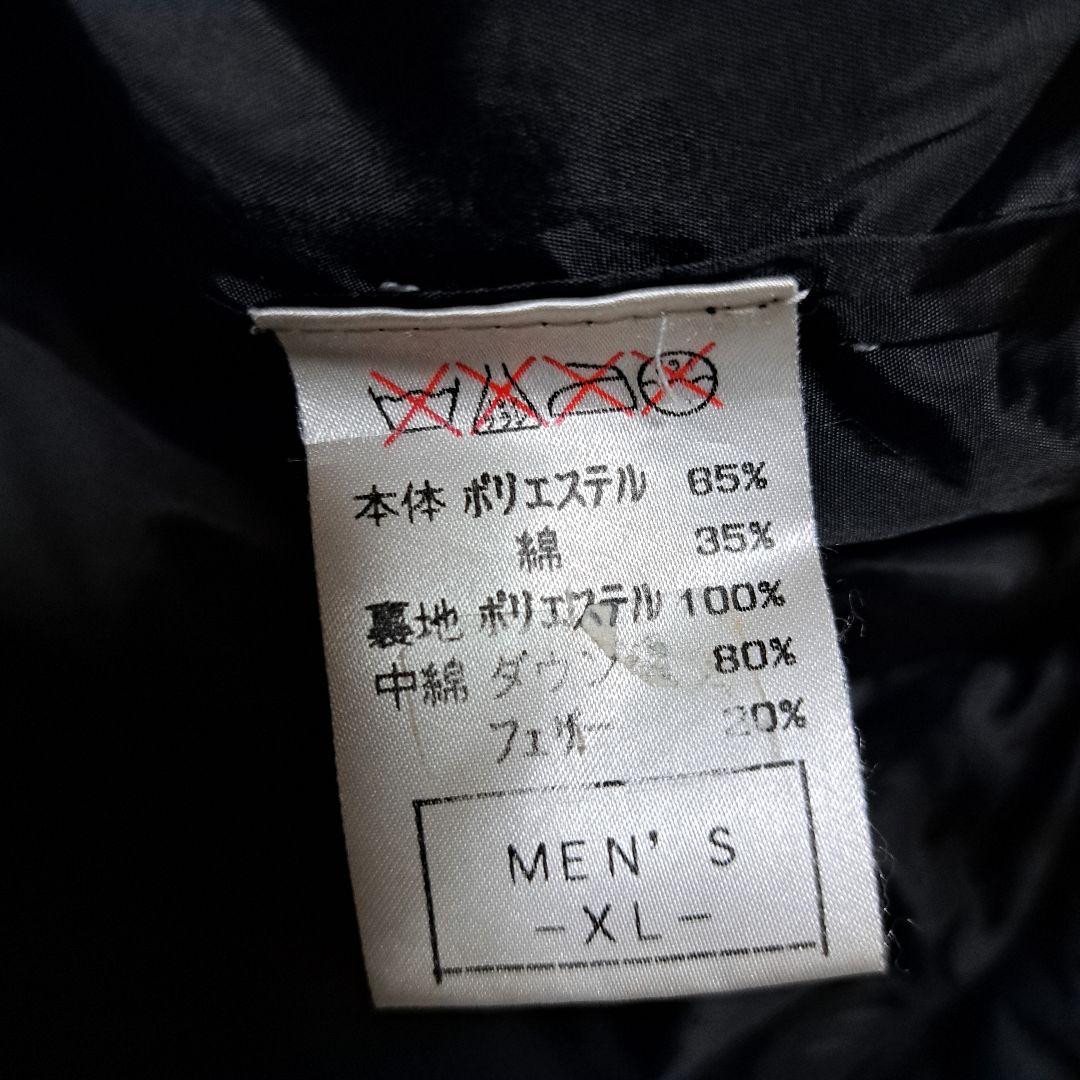 本体 ポリエステル 65%
綿 35%
裏地 ポリエステル 100%
中綿 ダウン 80%
フェザー 20%
MEN'S
-XL-